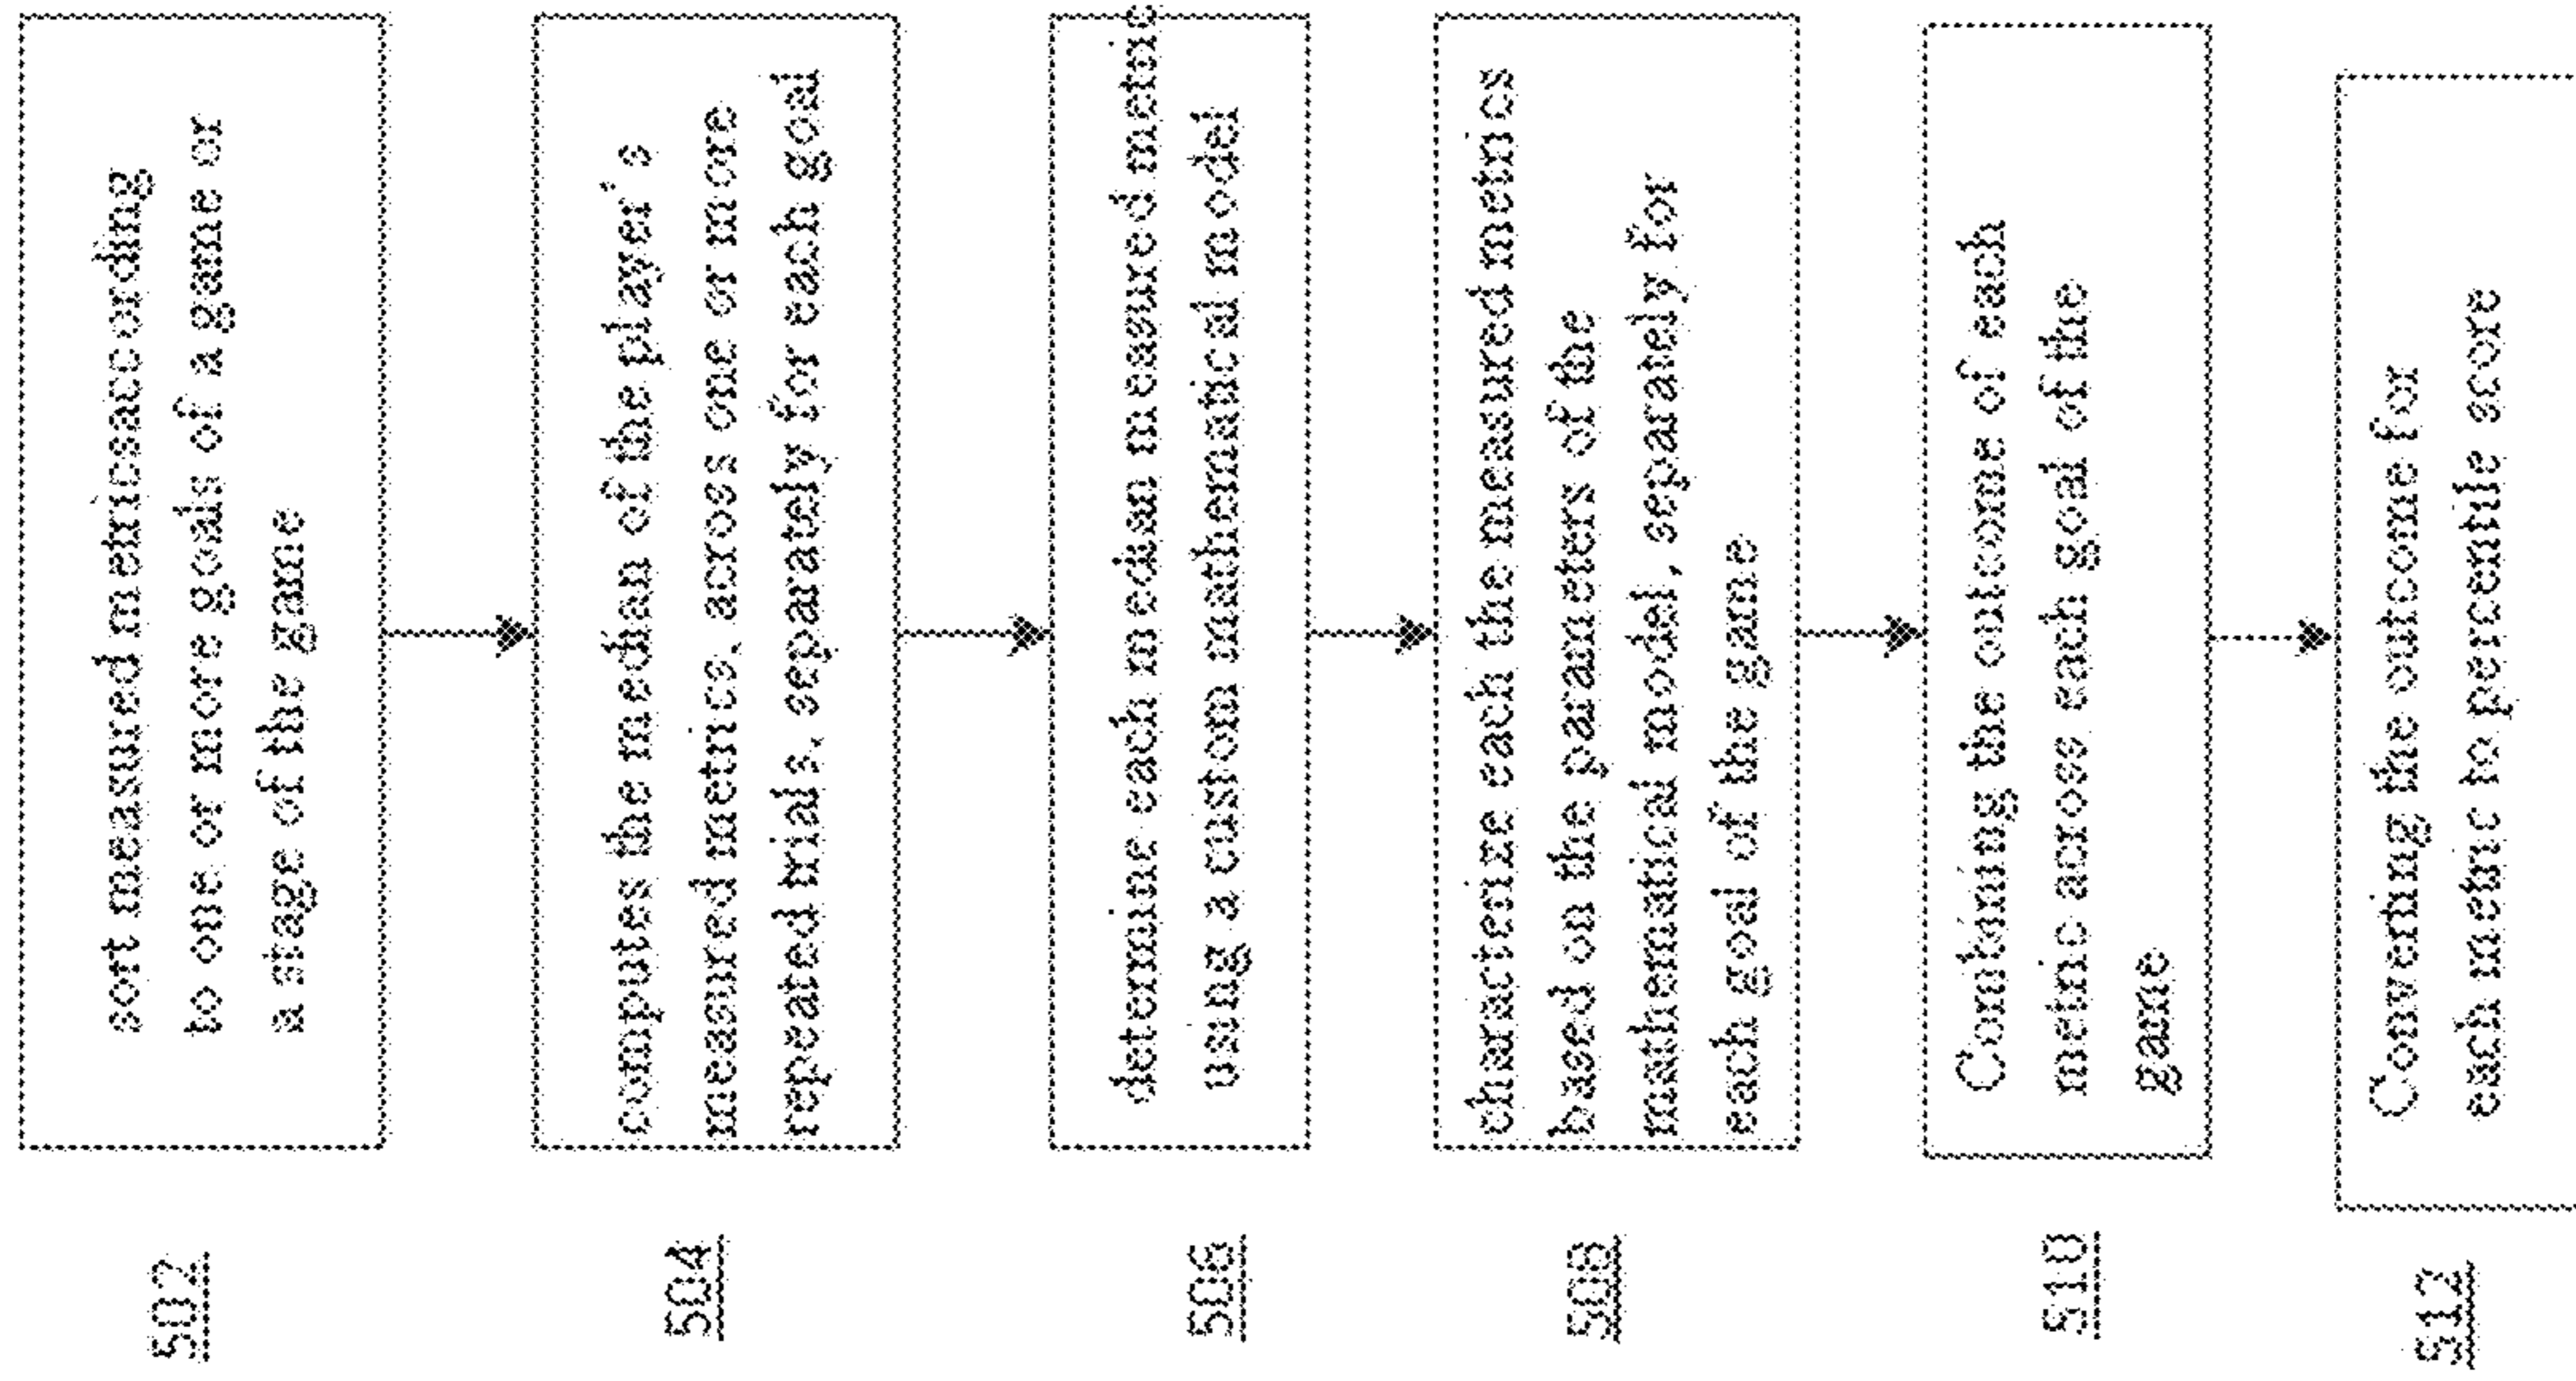 502
sort measured metricsaccording
to one or more goals of a game or
a stage of the game
504
computes the median of the player's
measured metrics, across one or more
repeated trials, separately for each goal
506
determine each median measured metric
using a custom mathematical model
508
characterize each the measured metrics
based on the parameters of the
mathematical model, separately for
each goal of the game
510
Combining the outcome of each
metric across each goal of the
game
512
Converting the outcome for
each metric to percentile score